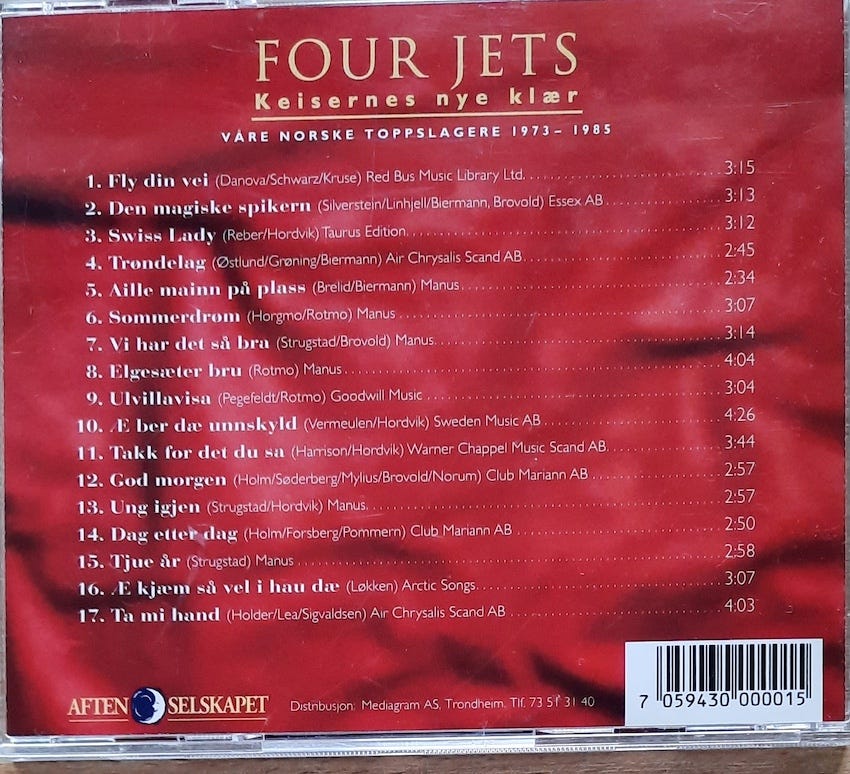 FOUR JETS
Keisernes nye klær
VÅRE NORSKE TOPPSLAGERE 1973 – 1985
1. Fly din vei (Danova/Schwarz/Kruse) Red Bus Music Library Ltd. 3:15
2. Den magiske spikern (Silverstein/Linhjell/Biermann, Brovold) Essex AB 3:13
3. Swiss Lady (Reber/Hordvik) Taurus Edition 3:12
4. Trøndelag (Østlund/Grøning/Biermann) Air Chrysalis Scand AB 2:45
5. Aille mainn på plass (Brelid/Biermann) Manus 2:34
6. Sommerdrøm (Horgmo/Rotmo) Manus 3:07
7. Vi har det så bra (Strugstad/Brovold) Manus 3:14
8. Elgesæter bru (Rotmo) Manus 4:04
9. Ulvillavisa (Pegefeldt/Rotmo) Goodwill Music 3:04
10. Æ ber dæ unnskyld (Vermeulen/Hordvik) Sweden Music AB 4:26
11. Takk for det du sa (Harrison/Hordvik) Warner Chappel Music Scand AB 3:44
12. God morgen (Holm/Søderberg/Mylius/Brovold/Norum) Club Mariann AB 2:57
13. Ung igjen (Strugstad/Hordvik) Manus 2:57
14. Dag etter dag (Holm/Forsberg/Pommern) Club Mariann AB 2:50
15. Tjue år (Strugstad) Manus 2:58
16. Æ kjæm så vel i hau dæ (Løkken) Arctic Songs 3:07
17. Ta mi hand (Holder/Lea/Sigvaldsen) Air Chrysalis Scand AB 4:03
AFTEN SELSKAPET
Distribusjon: Mediagram AS, Trondheim. Tlf. 73 51 31 40
7 059430 000015